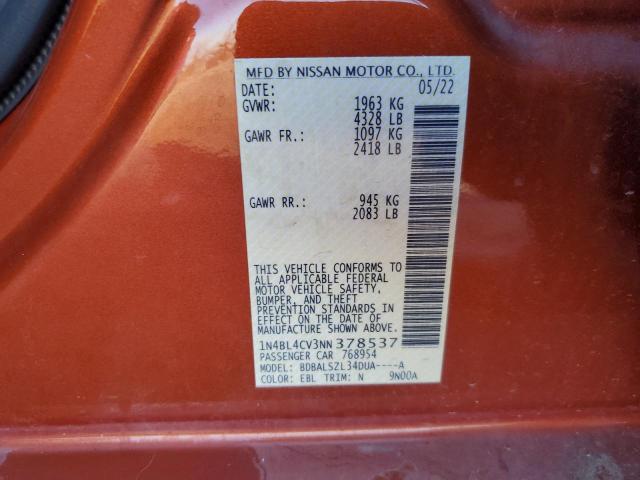 MFD BY NISSAN MOTOR CO., LTD.
DATE: 05/22
GVWR: 1963 KG
4328 LB
GAWR FR.: 1097 KG
2418 LB
GAWR RR.: 945 KG
2083 LB
THIS VEHICLE CONFORMS TO
ALL APPLICABLE FEDERAL
MOTOR VEHICLE SAFETY,
BUMPER, AND THEFT
PREVENTION STANDARDS IN
EFFECT ON THE DATE OF
MANUFACTURE SHOWN ABOVE.
1N4BL4CV3NN378537
PASSENGER CAR 768954
MODEL: BDBALSZL34DUA----A
COLOR: EBL TRIM: N 9N00A